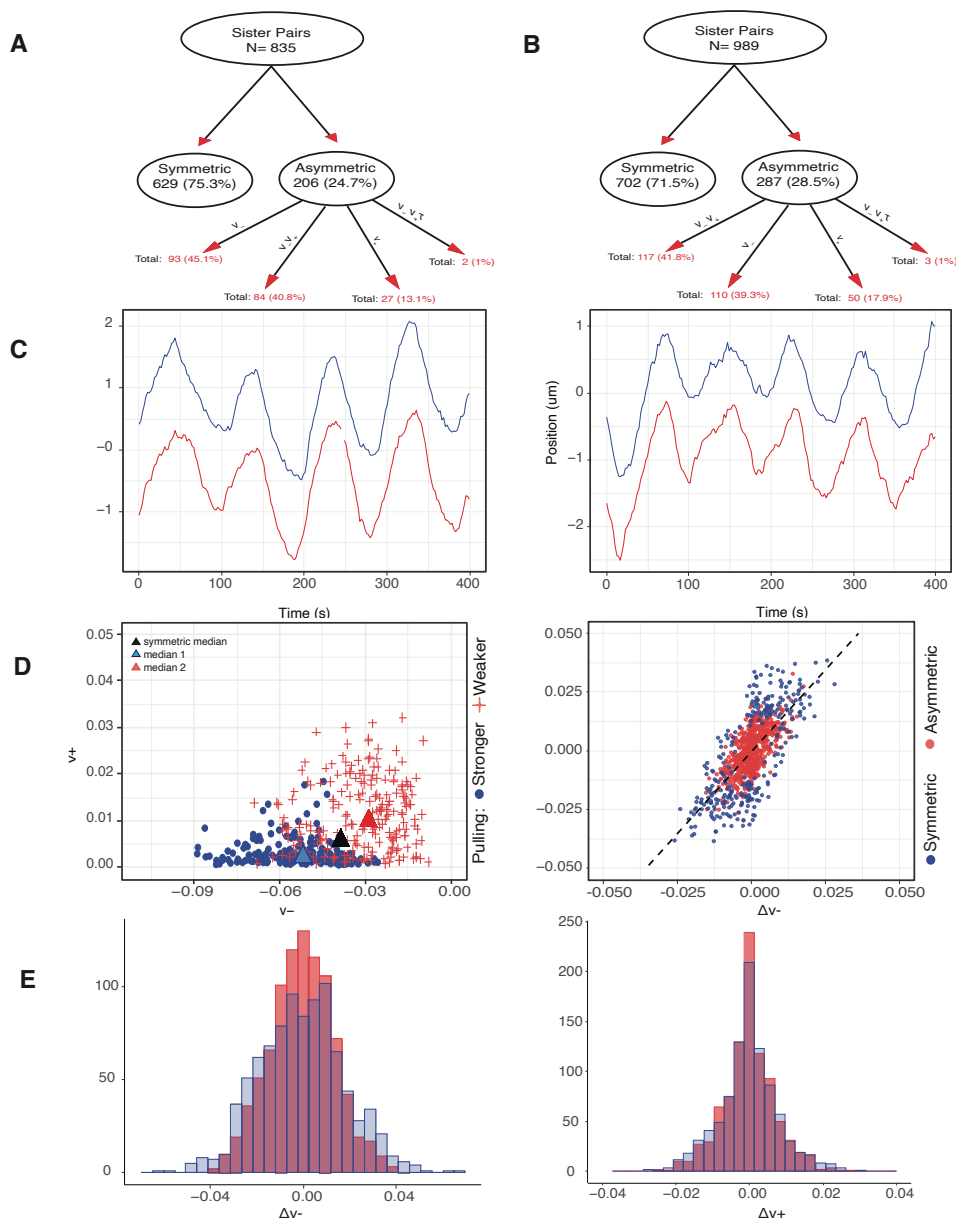 A
Sister Pairs
N= 835
Symmetric
629 (75.3%)
Asymmetric
206 (24.7%)
v_
v_v+
v+
v_v+τ
Total: 93 (45.1%)
Total: 84 (40.8%)
Total: 27 (13.1%)
Total: 2 (1%)
B
Sister Pairs
N= 989
Symmetric
702 (71.5%)
Asymmetric
287 (28.5%)
v_v+
v_
v+
v_v+τ
Total: 117 (41.8%)
Total: 110 (39.3%)
Total: 50 (17.9%)
Total: 3 (1%)
C
2
1
−0
−1
0
100
200
300
400
Time (s)
Position (um)
1
0
−1
−2
0
100
200
300
400
Time (s)
D
v+
0.05
0.04
0.03
0.02
0.01
0.00
symmetric median
median 1
median 2
−0.09
−0.06
−0.03
0.00
v−
Pulling: Stronger Weaker
0.050
0.025
0.000
−0.025
−0.050
-0.050
-0.025
0.000
0.025
0.050
Δv-
Symmetric Asymmetric
E
100
50
0
−0.04
0.00
0.04
Δv-
250
200
150
100
50
0
−0.04
−0.02
0.00
0.02
0.04
Δv+